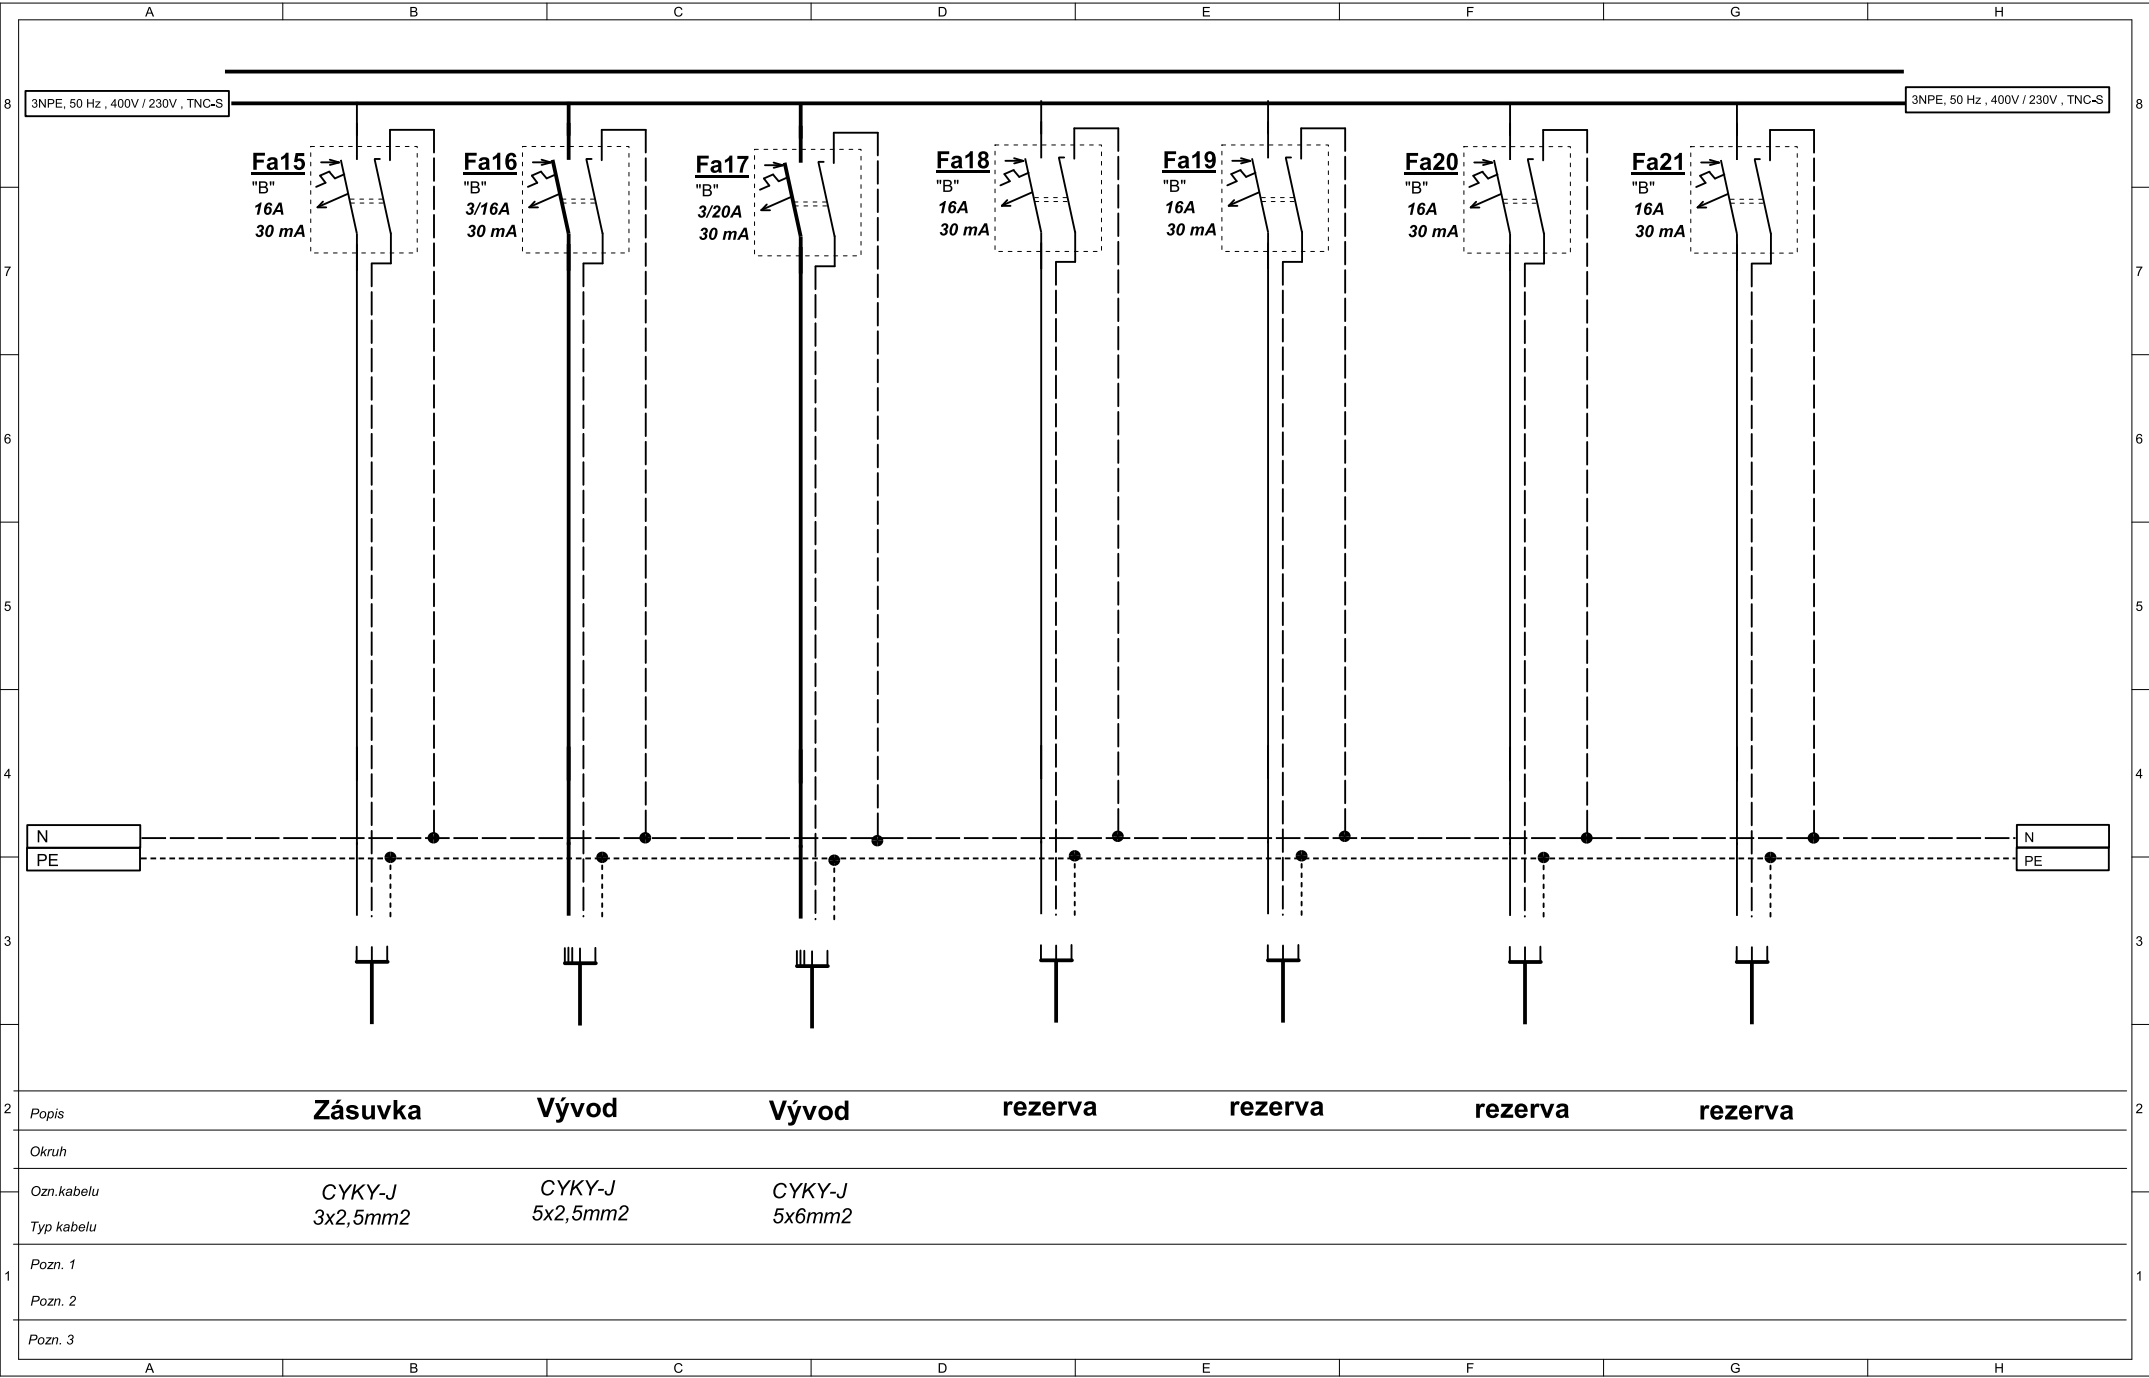 A B C D E F G H
8 3NPE, 50 Hz , 400V / 230V , TNC-S 3NPE, 50 Hz , 400V / 230V , TNC-S 8
Fa15 Fa16 Fa17 Fa18 Fa19 Fa20 Fa21
"B" "B" "B" "B" "B" "B" "B"
16A 3/16A 3/20A 16A 16A 16A 16A
30 mA 30 mA 30 mA 30 mA 30 mA 30 mA 30 mA
7 7
6 6
5 5
4 4
N N
PE PE
3 3
2 Popis Zásuvka Vývod Vývod rezerva rezerva rezerva rezerva 2
Okruh
Ozn.kabelu CYKY-J CYKY-J CYKY-J
Typ kabelu 3x2,5mm2 5x2,5mm2 5x6mm2
Pozn. 1
1 1
Pozn. 2
Pozn. 3
A B C D E F G H